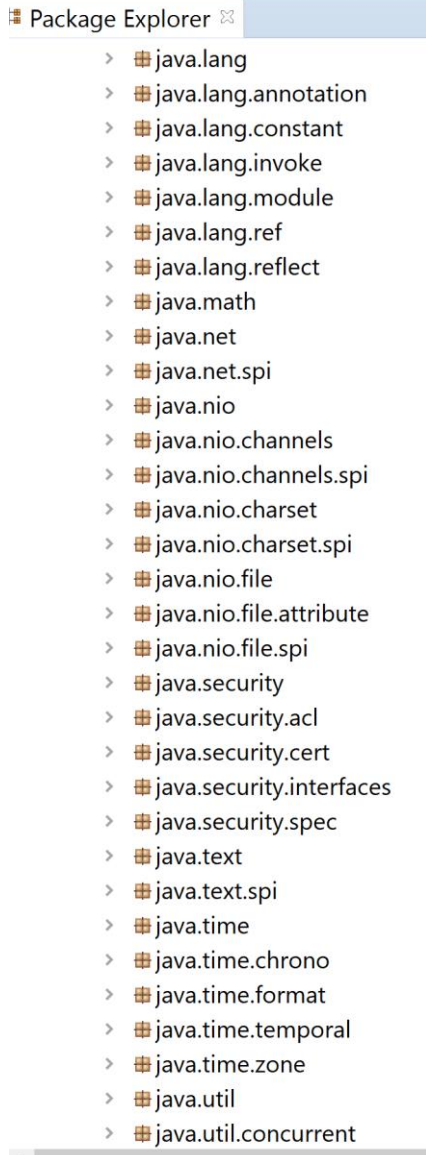 Package Explorer
java.lang
java.lang.annotation
java.lang.constant
java.lang.invoke
java.lang.module
java.lang.ref
java.lang.reflect
java.math
java.net
java.net.spi
java.nio
java.nio.channels
java.nio.channels.spi
java.nio.charset
java.nio.charset.spi
java.nio.file
java.nio.file.attribute
java.nio.file.spi
java.security
java.security.acl
java.security.cert
java.security.interfaces
java.security.spec
java.text
java.text.spi
java.time
java.time.chrono
java.time.format
java.time.temporal
java.time.zone
java.util
java.util.concurrent